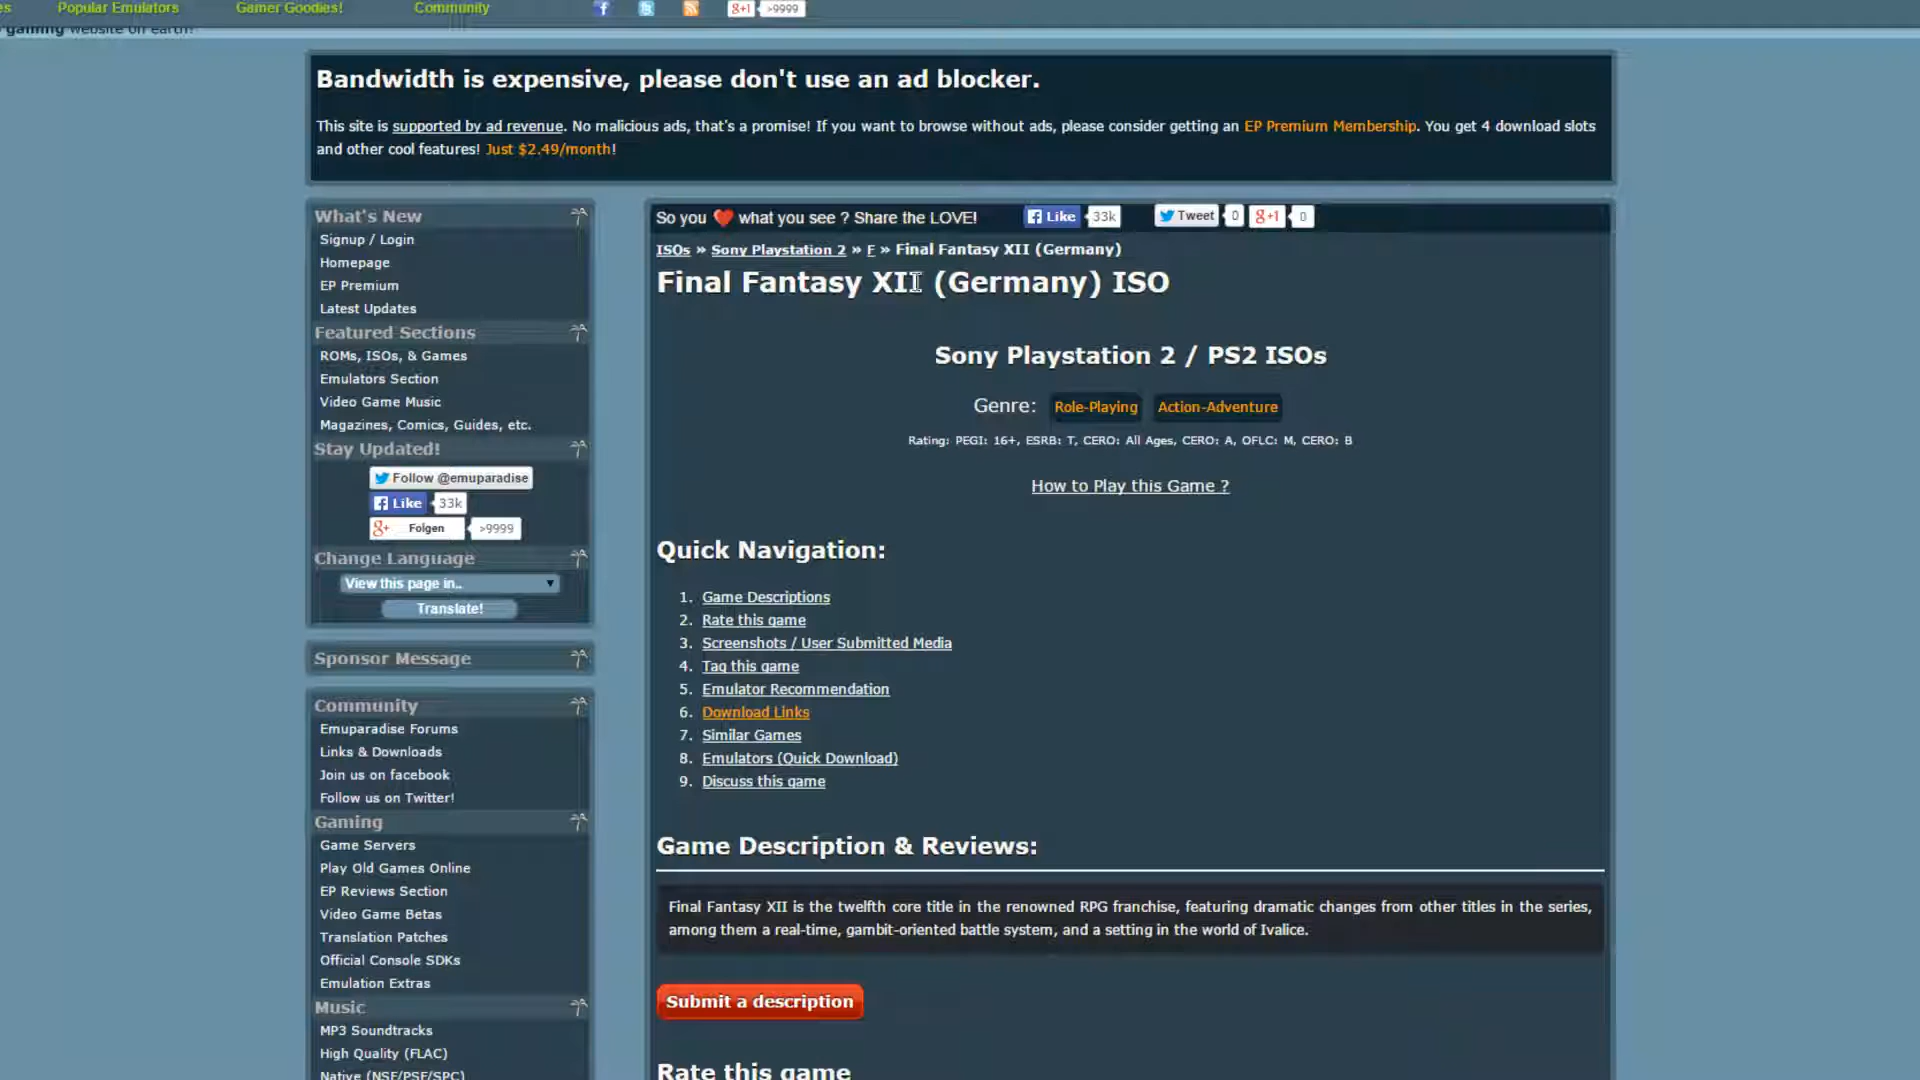 es Popular Emulators Gamer Goodies! Community g+1 >9999
gaming website on earth!
Bandwidth is expensive, please don't use an ad blocker.
This site is supported by ad revenue. No malicious ads, that's a promise! If you want to browse without ads, please consider getting an EP Premium Membership. You get 4 download slots
and other cool features! Just $2.49/month!
What's New
Signup / Login
Homepage
EP Premium
Latest Updates
Featured Sections
ROMs, ISOs, & Games
Emulators Section
Video Game Music
Magazines, Comics, Guides, etc.
Stay Updated!
Follow @emuparadise
Like 33k
g+ Folgen >9999
Change Language
View this page in..
Translate!
Sponsor Message
Community
Emuparadise Forums
Links & Downloads
Join us on facebook
Follow us on Twitter!
Gaming
Game Servers
Play Old Games Online
EP Reviews Section
Video Game Betas
Translation Patches
Official Console SDKs
Emulation Extras
Music
MP3 Soundtracks
High Quality (FLAC)
Native (NSF/PSF/SPC)
So you ❤ what you see ? Share the LOVE! Like 33k Tweet 0 g+1 0
ISOs » Sony Playstation 2 » F » Final Fantasy XII (Germany)
Final Fantasy XII (Germany) ISO
Sony Playstation 2 / PS2 ISOs
Genre: Role-Playing Action-Adventure
Rating: PEGI: 16+, ESRB: T, CERO: All Ages, CERO: A, OFLC: M, CERO: B
How to Play this Game ?
Quick Navigation:
1. Game Descriptions
2. Rate this game
3. Screenshots / User Submitted Media
4. Tag this game
5. Emulator Recommendation
6. Download Links
7. Similar Games
8. Emulators (Quick Download)
9. Discuss this game
Game Description & Reviews:
Final Fantasy XII is the twelfth core title in the renowned RPG franchise, featuring dramatic changes from other titles in the series,
among them a real-time, gambit-oriented battle system, and a setting in the world of Ivalice.
Submit a description
Rate this game